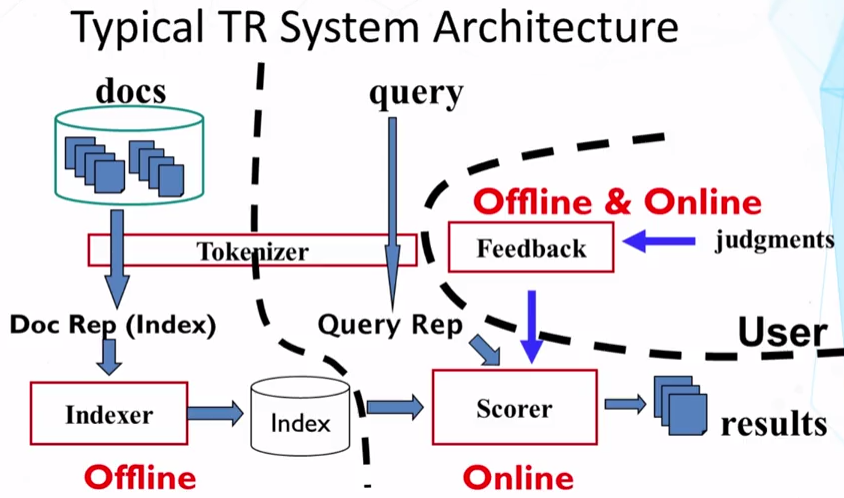 Typical TR System Architecture
docs
query
Offline & Online
Tokenizer
Feedback
judgments
Doc Rep (Index)
Query Rep
User
Indexer
Index
Scorer
results
Offline
Online